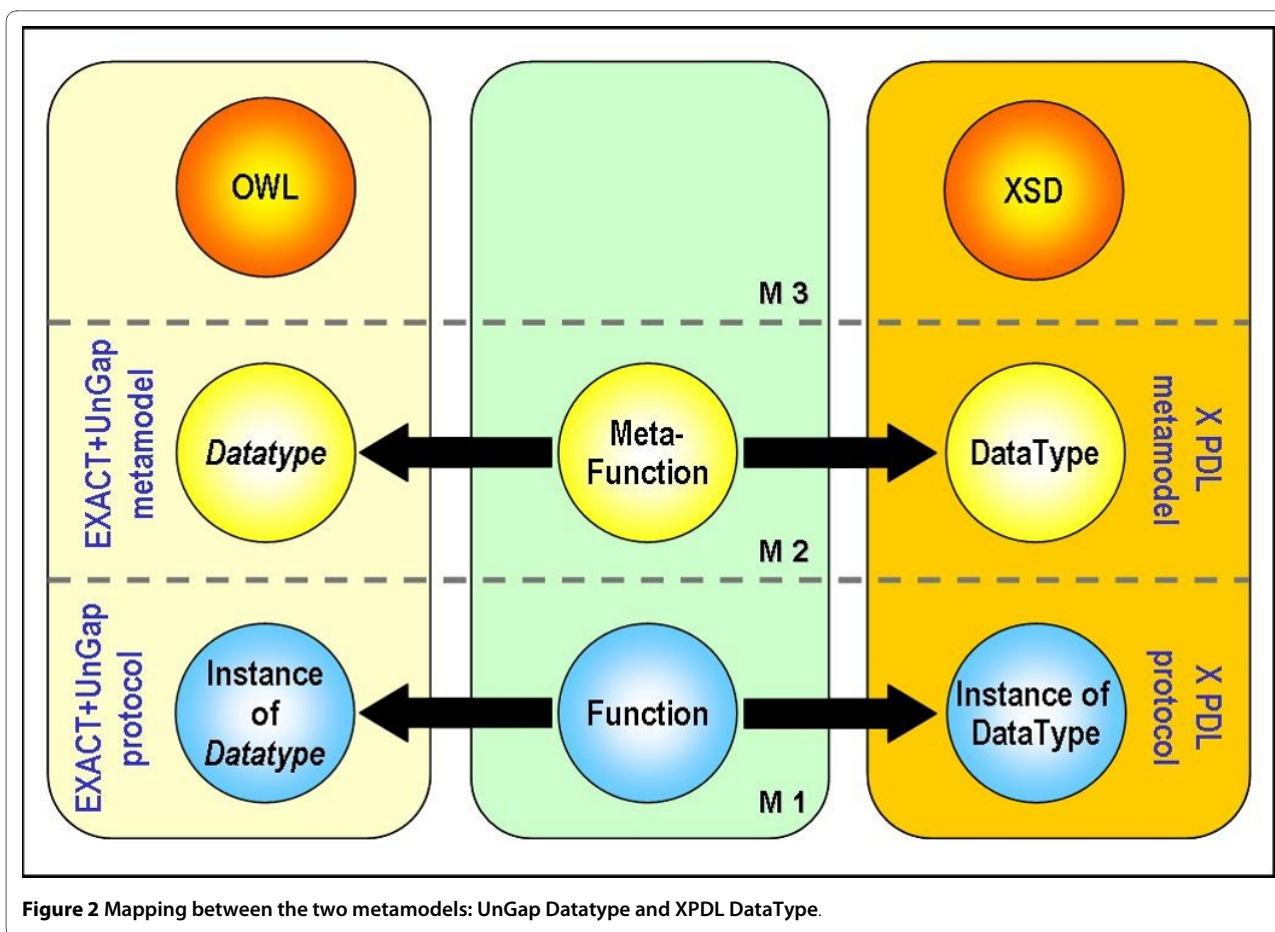 OWL
XSD
M 3
EXACT+UnGap
metamodel
Datatype
Meta-
Function
DataType
X PDL
metamodel
M 2
EXACT+UnGap
protocol
Instance
of
Datatype
Function
Instance of
DataType
X PDL
protocol
M 1
Figure 2 Mapping between the two metamodels: UnGap Datatype and XPDL DataType.